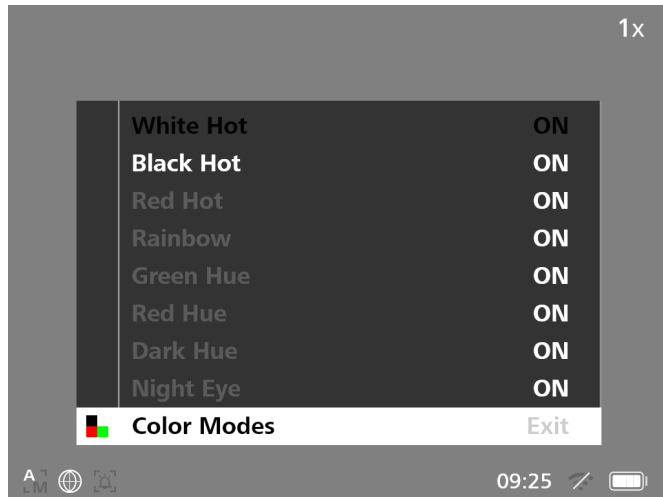 1x
White Hot ON
Black Hot ON
Red Hot ON
Rainbow ON
Green Hue ON
Red Hue ON
Dark Hue ON
Night Eye ON
Color Modes Exit
A M 09:25